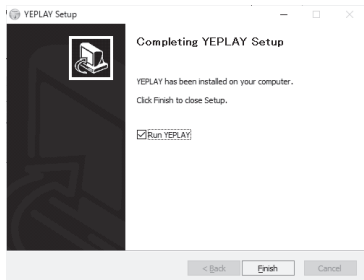 YEPLAY Setup
Completing YEPLAY Setup
YEPLAY has been installed on your computer.
Click Finish to close Setup.
Run YEPLAY
< Back
Finish
Cancel